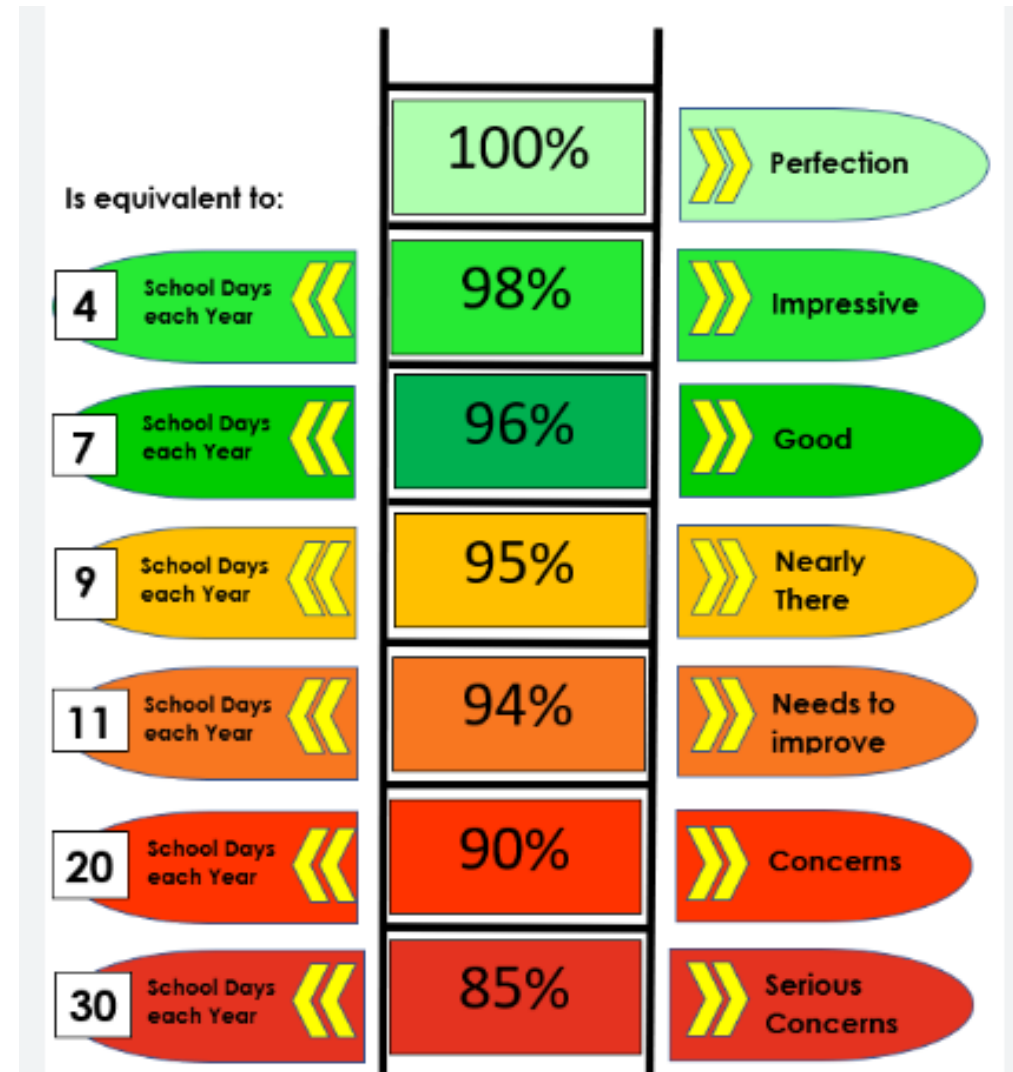 100%
Perfection
Is equivalent to:
4
School Days
each Year
98%
Impressive
7
School Days
each Year
96%
Good
9
School Days
each Year
95%
Nearly
There
11
School Days
each Year
94%
Needs to
improve
20
School Days
each Year
90%
Concerns
30
School Days
each Year
85%
Serious
Concerns